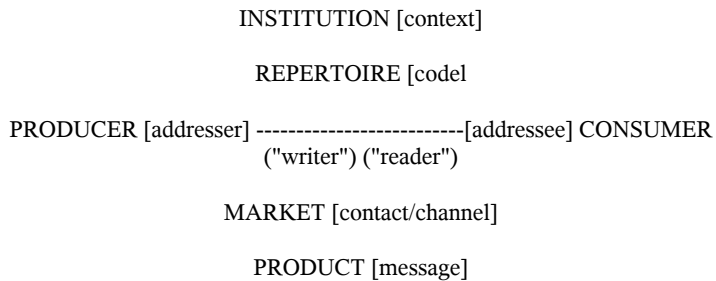 INSTITUTION [context]
REPERTOIRE [codel
PRODUCER [addresser] --------------------------[addressee] CONSUMER
("writer") ("reader")
MARKET [contact/channel]
PRODUCT [message]